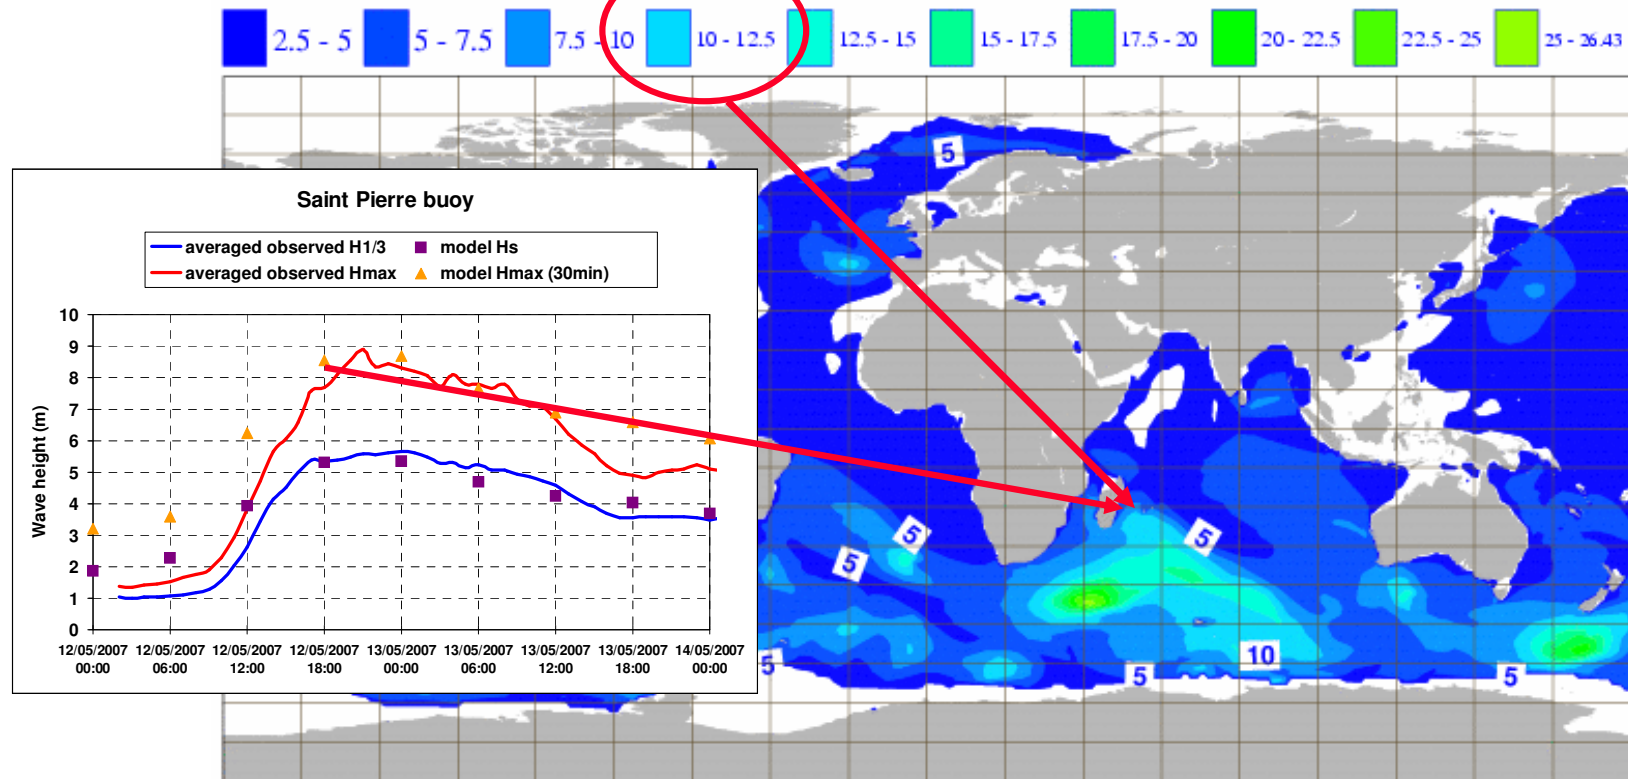 2.5 - 5 5 - 7.5 7.5 - 10 10 - 12.5 12.5 - 15 15 - 17.5 17.5 - 20 20 - 22.5 22.5 - 25 25 - 26.43
5
Saint Pierre buoy
averaged observed H1/3 model Hs
averaged observed Hmax model Hmax (30min)
Wave height (m)
10
9
8
7
6
5
4
3
2
1
0
12/05/2007 12/05/2007 12/05/2007 12/05/2007 13/05/2007 13/05/2007 13/05/2007 13/05/2007 14/05/2007
00:00 06:00 12:00 18:00 00:00 06:00 12:00 18:00 00:00
5
5
5
10
5
5
5